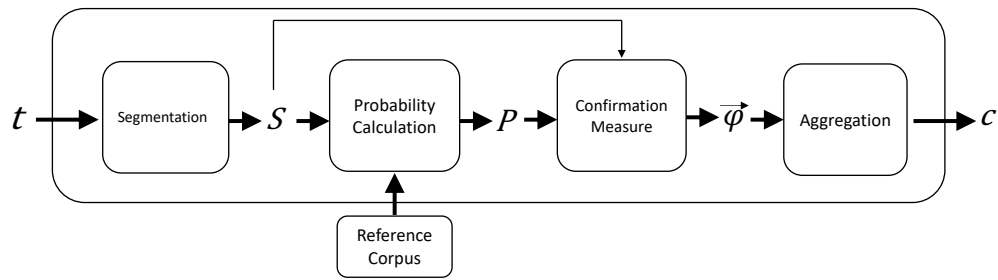 t
Segmentation
S
Probability
Calculation
P
Confirmation
Measure
φ⃗
Aggregation
c
Reference
Corpus